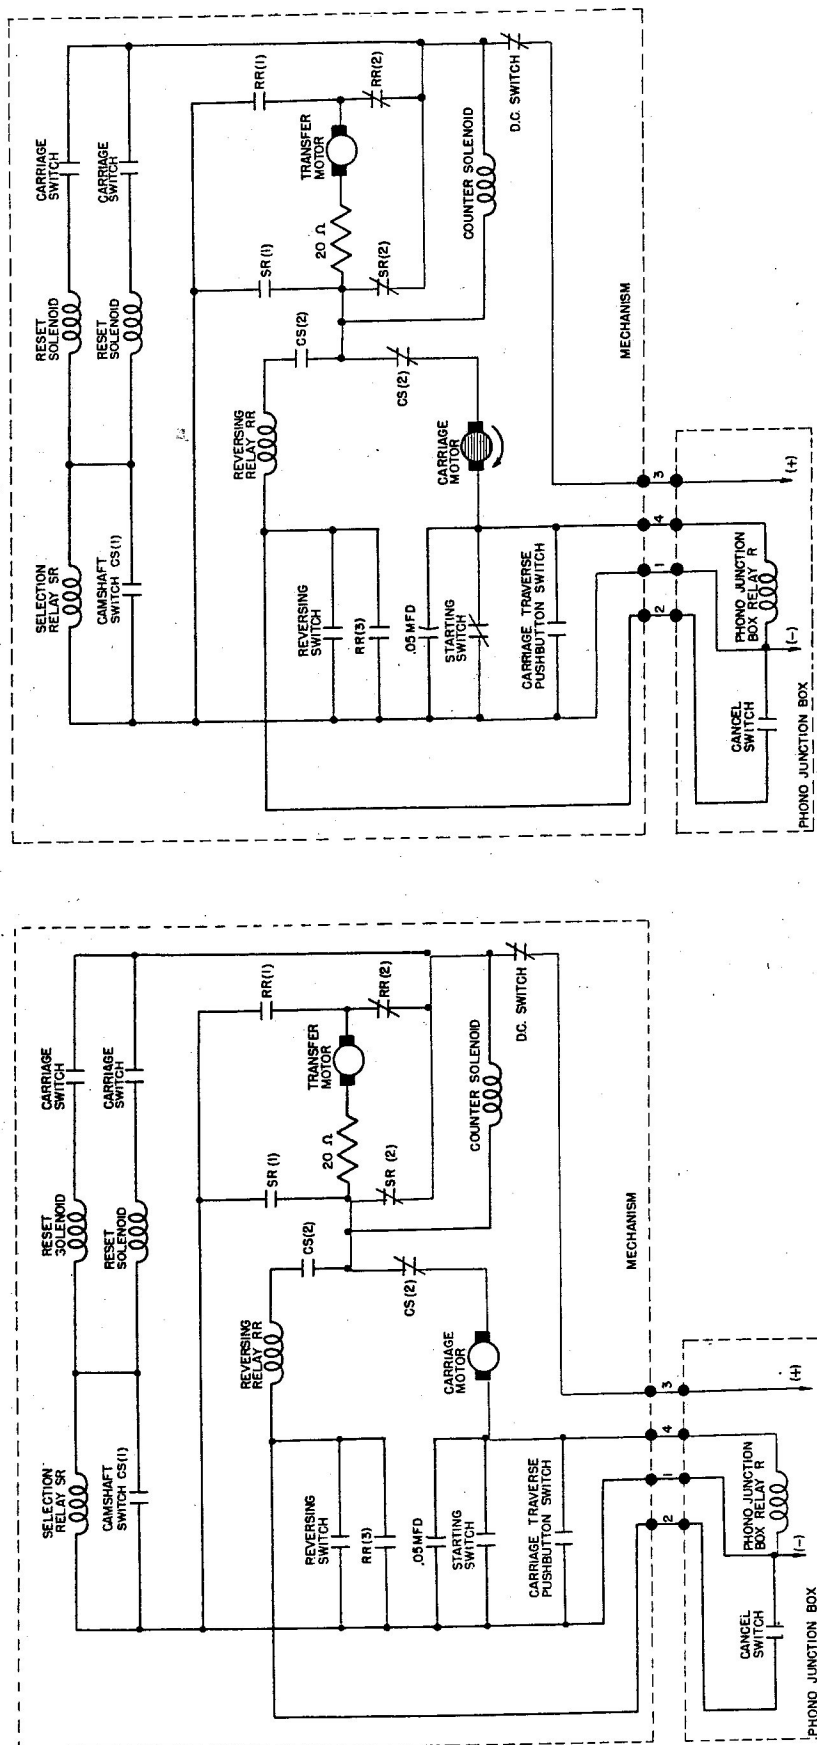 CARRIAGE
SWITCH
CARRIAGE
SWITCH
RESET
SOLENOID
RESET
SOLENOID
SELECTION
RELAY SR
CAMSHAFT
SWITCH CS(1)
RR(1)
RR(2)
TRANSFER
MOTOR
20 Ω
SR(1)
SR(2)
CS(2)
CS(2)
REVERSING
RELAY RR
COUNTER SOLENOID
D.C. SWITCH
CARRIAGE
MOTOR
REVERSING
SWITCH
RR(3)
.05 MFD
STARTING
SWITCH
CARRIAGE TRAVERSE
PUSHBUTTON SWITCH
MECHANISM
3
4
1
2
(+)
PHONO JUNCTION
BOX RELAY R
(-)
CANCEL
SWITCH
PHONO JUNCTION BOX
CARRIAGE
SWITCH
CARRIAGE
SWITCH
RESET
SOLENOID
RESET
SOLENOID
SELECTION
RELAY SR
CAMSHAFT
SWITCH CS(1)
RR(1)
RR(2)
TRANSFER
MOTOR
20 Ω
SR(1)
SR (2)
CS(2)
CS(2)
REVERSING
RELAY RR
COUNTER SOLENOID
D.C. SWITCH
CARRIAGE
MOTOR
REVERSING
SWITCH
RR(3)
.05 MFD
STARTING
SWITCH
CARRIAGE TRAVERSE
PUSHBUTTON SWITCH
MECHANISM
3
4
1
2
(+)
PHONO JUNCTION
BOX RELAY R
(-)
CANCEL
SWITCH
PHONO JUNCTION BOX